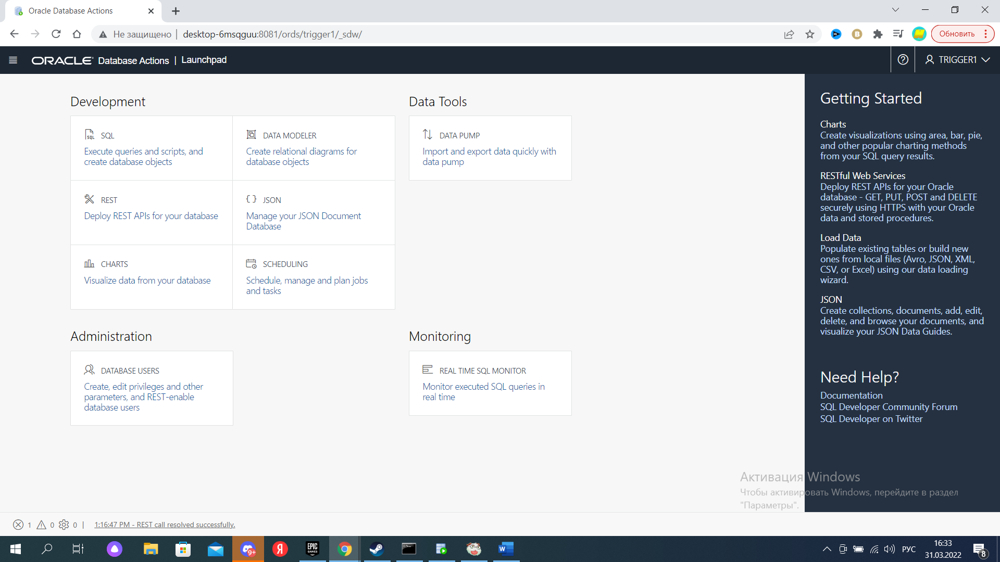 Oracle Database Actions
Не защищено
desktop-6msqguu:8081/ords/trigger1/_sdw/
Обновить
ORACLE Database Actions | Launchpad
TRIGGER1
Development
SQL
Execute queries and scripts, and
create database objects
DATA MODELER
Create relational diagrams for
database objects
REST
Deploy REST APIs for your database
JSON
Manage your JSON Document
Database
CHARTS
Visualize data from your database
SCHEDULING
Schedule, manage and plan jobs
and tasks
Data Tools
DATA PUMP
Import and export data quickly with
data pump
Administration
DATABASE USERS
Create, edit privileges and other
parameters, and REST-enable
database users
Monitoring
REAL TIME SQL MONITOR
Monitor executed SQL queries in
real time
Getting Started
Charts
Create visualizations using area, bar, pie,
and other popular charting methods
from your SQL query results.
RESTful Web Services
Deploy REST APIs for your Oracle
database - GET, PUT, POST and DELETE
securely using HTTPS with your Oracle
data and stored procedures.
Load Data
Populate existing tables or build new
ones from local files (Avro, JSON, XML,
CSV, or Excel) using our data loading
wizard.
JSON
Create collections, documents, add, edit,
delete, and browse your documents, and
visualize your JSON Data Guides.
Need Help?
Documentation
SQL Developer Community Forum
SQL Developer on Twitter
Активация Windows
Чтобы активировать Windows, перейдите в раздел
"Параметры".
1 0 0 | 1:16:47 PM - REST call resolved successfully.
9+
Я
EPIC GAMES
W
РУС
16:33
31.03.2022
8